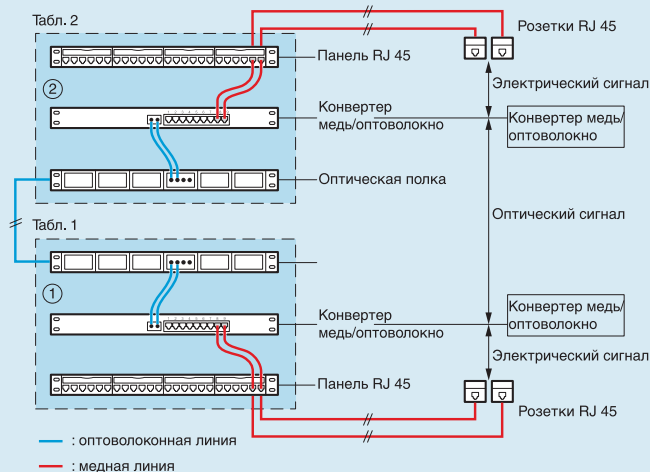 Табл. 2
Розетки RJ 45
Панель RJ 45
Электрический сигнал
2
Конвертер
медь/оптоволокно
Конверт медь/
оптоволокно
Оптическая полка
Оптический сигнал
Табл. 1
1
Конвертер
медь/оптоволокно
Конверт медь/
оптоволокно
Электрический сигнал
Панель RJ 45
Розетки RJ 45
: оптоволоконная линия
: медная линия